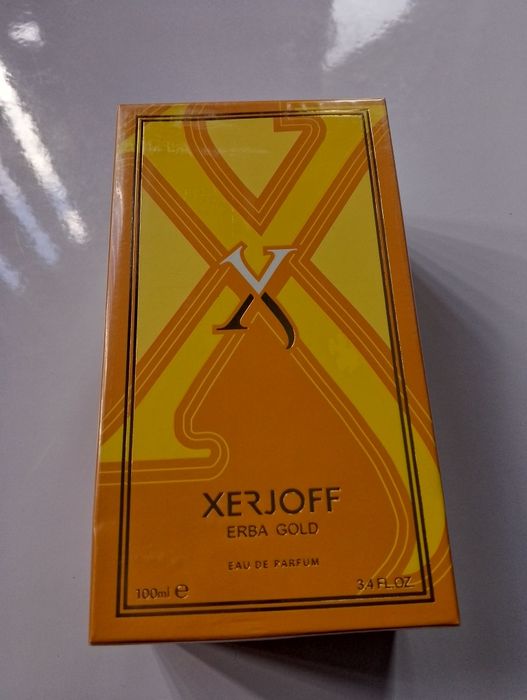 X
XERJOFF
ERBA GOLD
EAU DE PARFUM
100ml ℮ 3.4 FL.OZ.